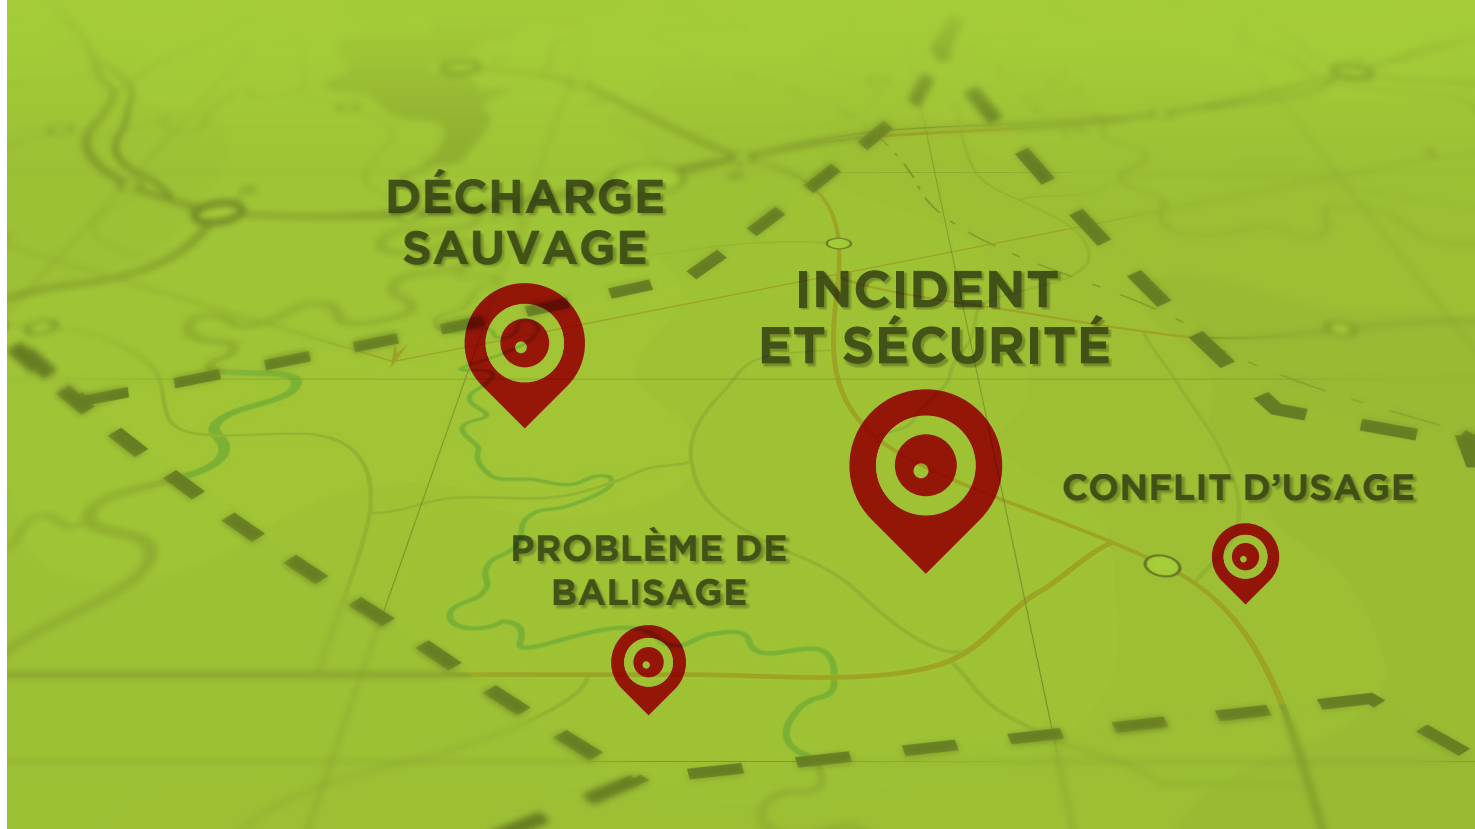 DÉCHARGE
SAUVAGE
INCIDENT
ET SÉCURITÉ
CONFLIT D’USAGE
PROBLÈME DE
BALISAGE